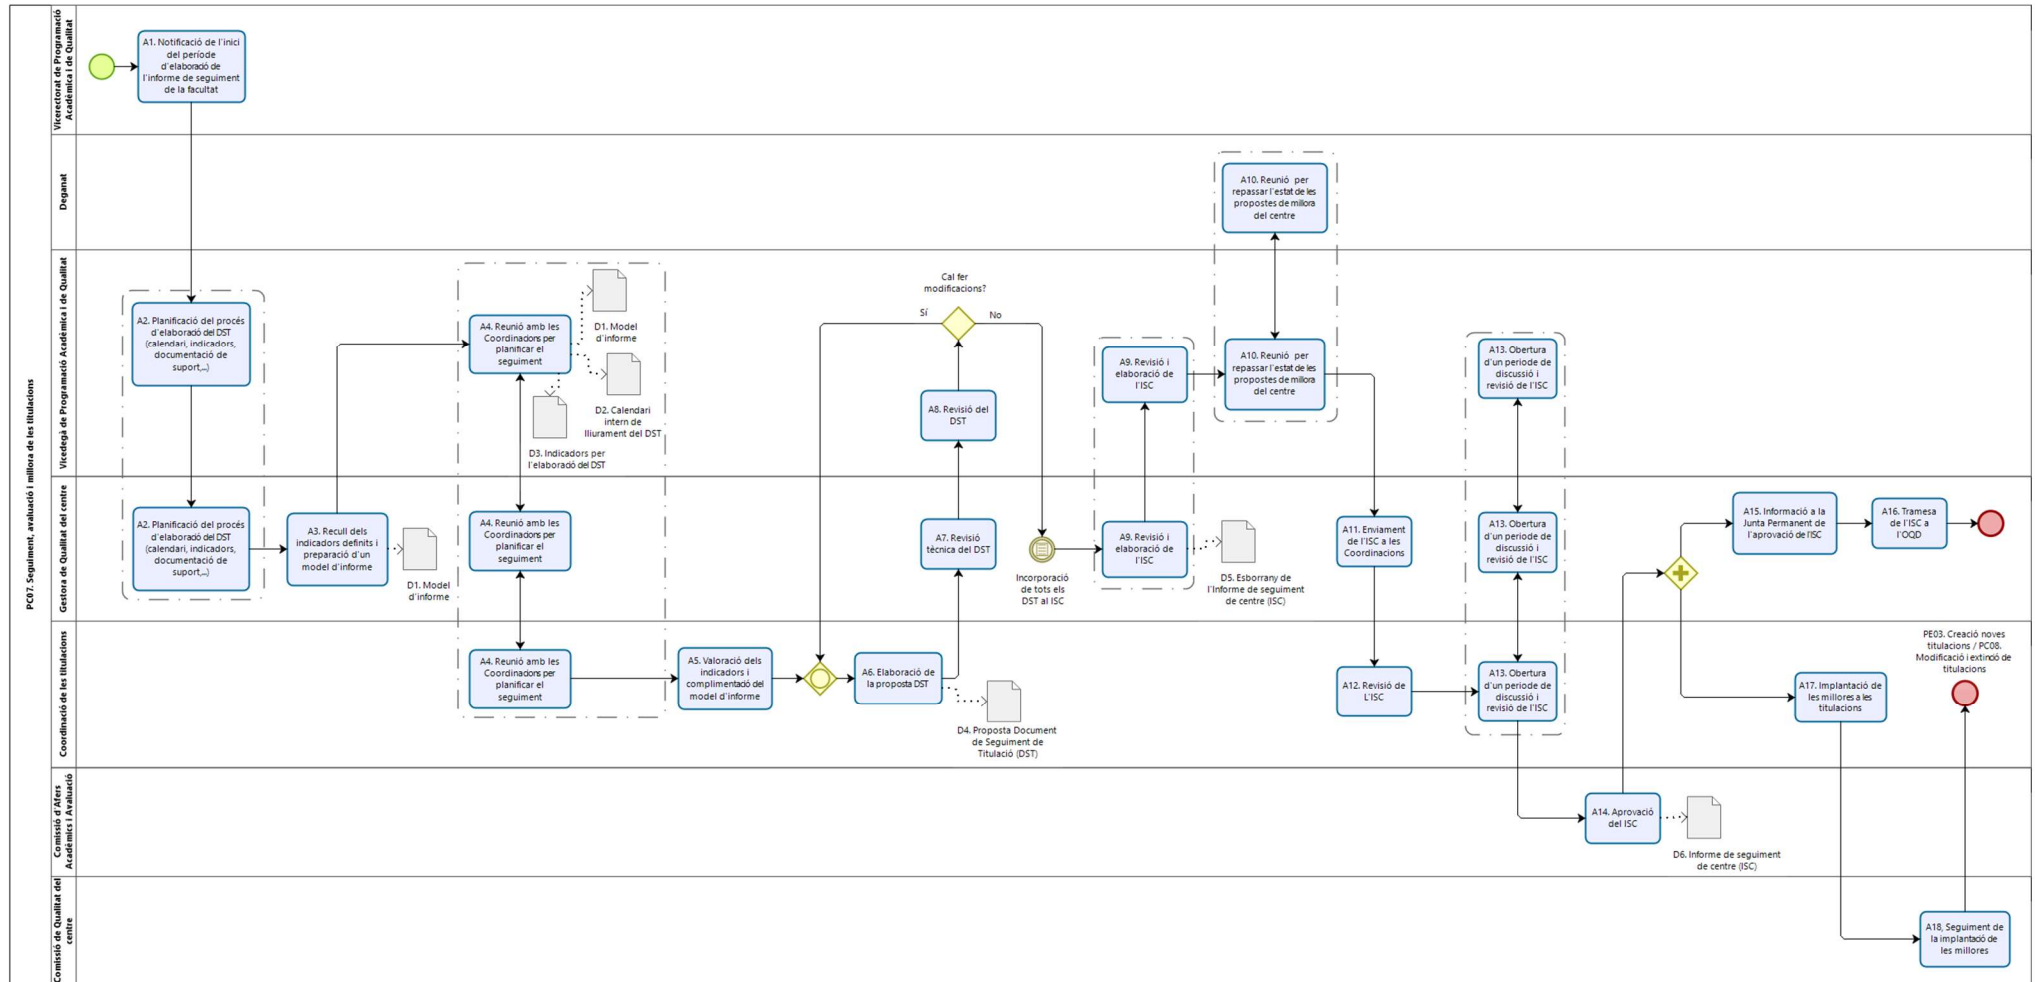 PC07. Seguiment, avaluació i millora de les titulacions
Vicerectorat de Programació
Acadèmica i de Qualitat
A1. Notificació de l'inici
del període
d'elaboració de
l'informe de seguiment
de la facultat
Deganat
A10. Reunió per
repassar l'estat de les
propostes de millora
del centre
Vicedegà de Programació Acadèmica i de Qualitat
A2. Planificació del procés
d'elaboració del DST
(calendari, indicadors,
documentació de
suport,...)
A4. Reunió amb les
Coordinacions per
planificar el
seguiment
D1. Model
d'informe
D2. Calendari
intern de
lliurament del DST
D3. Indicadors per
l'elaboració del DST
Cal fer
modificacions?
Sí
No
A8. Revisió del
DST
A9. Revisió i
elaboració de
l'ISC
A10. Reunió per
repassar l'estat de les
propostes de millora
del centre
A13. Obertura
d'un periode de
discussió i
revisió de l'ISC
Gestora de Qualitat del centre
A2. Planificació del procés
d'elaboració del DST
(calendari, indicadors,
documentació de
suport,...)
A3. Recull dels
indicadors definits i
preparació d'un
model d'informe
D1. Model
d'informe
A4. Reunió amb les
Coordinacions per
planificar el
seguiment
A7. Revisió
tècnica del DST
Incorporació
de tots els
DST al ISC
A9. Revisió i
elaboració de
l'ISC
D5. Esborrany de
l'Informe de seguiment
de centre (ISC)
A11. Enviament
de l'ISC a les
Coordinacions
A13. Obertura
d'un periode de
discussió i
revisió de l'ISC
A15. Informació a la
Junta Permanent de
l'aprovació de l'ISC
A16. Tramesa
de l'ISC a
l'OQD
Coordinació de les titulacions
A4. Reunió amb les
Coordinacions per
planificar el
seguiment
A5. Valoració dels
indicadors i
complimentació del
model d'informe
A6. Elaboració de
la proposta DST
D4. Proposta Document
de Seguiment de
Titulació (DST)
A12. Revisió de
L'ISC
A13. Obertura
d'un periode de
discussió i
revisió de l'ISC
A17. Implantació de
les millores a les
titulacions
PE03. Creació noves
titulacions / PC08.
Modificació i extinció de
titulacions
Comissió d'Afers
Acadèmics i Avaluació
A14. Aprovació
del ISC
D6. Informe de seguiment
de centre (ISC)
Comissió de Qualitat del
centre
A18, Seguiment de
la implantació de
les millores